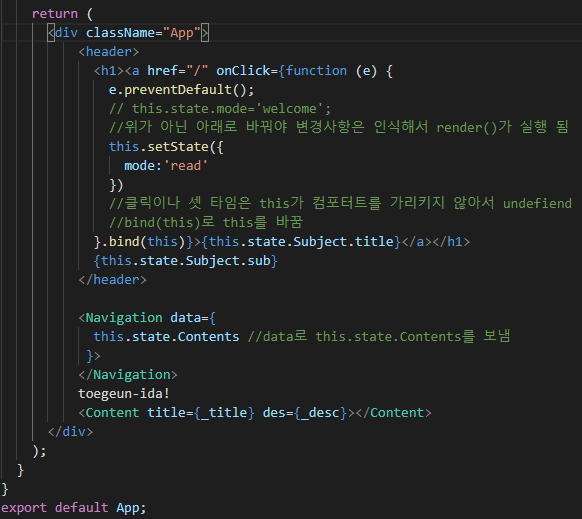 return (
<div className="App">
<header>
<h1><a href="/" onClick={function (e) {
e.preventDefault();
// this.state.mode='welcome';
//위가 아닌 아래로 바꿔야 변경사항은 인식해서 render()가 실행 됨
this.setState({
mode:'read'
})
//클릭이나 셋 타임은 this가 컴포터트를 가리키지 않아서 undefiend
//bind(this)로 this를 바꿈
}.bind(this)}>{this.state.Subject.title}</a></h1>
{this.state.Subject.sub}
</header>
<Navigation data={
this.state.Contents //data로 this.state.Contents를 보냄
}>
</Navigation>
toegeun-ida!
<Content title={_title} des={_desc}></Content>
</div>
);
}
}
export default App;